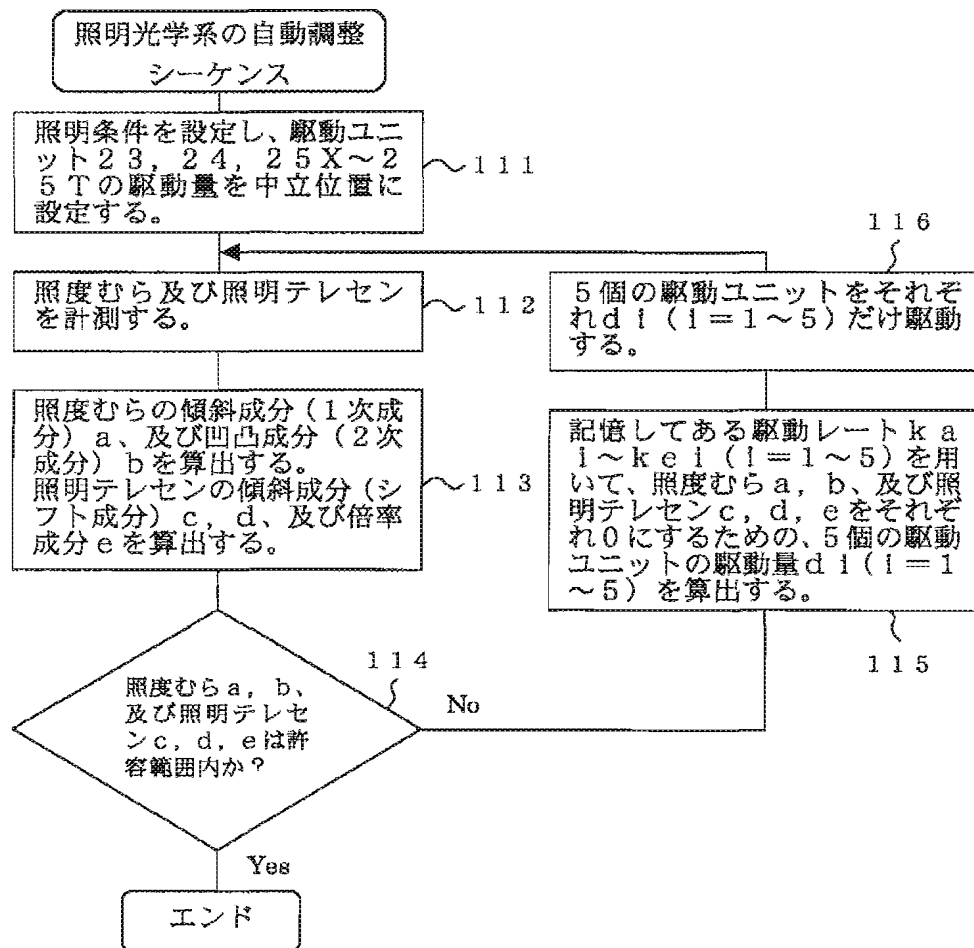 照明光学系の自動調整
シーケンス
照明条件を設定し、駆動ユニ
ット23,24,25X～2
5Tの駆動量を中立位置に
設定する。
111
照度むら及び照明テレセン
を計測する。
112
照度むらの傾斜成分(1次成
分)a、及び凹凸成分(2次
成分)bを算出する。
照明テレセンの傾斜成分(シ
フト成分)c,d、及び倍率
成分eを算出する。
113
114
照度むらa,b、
及び照明テレセ
ンc,d,eは許
容範囲内か?
No
Yes
エンド
116
5個の駆動ユニットをそれぞ
れdi(i=1～5)だけ駆動
する。
記憶してある駆動レートka
i～kei(i=1～5)を用
いて、照度むらa,b、及び照
明テレセンc,d,eをそれぞ
れ0にするための、5個の駆動
ユニットの駆動量di(i=1
～5)を算出する。
115